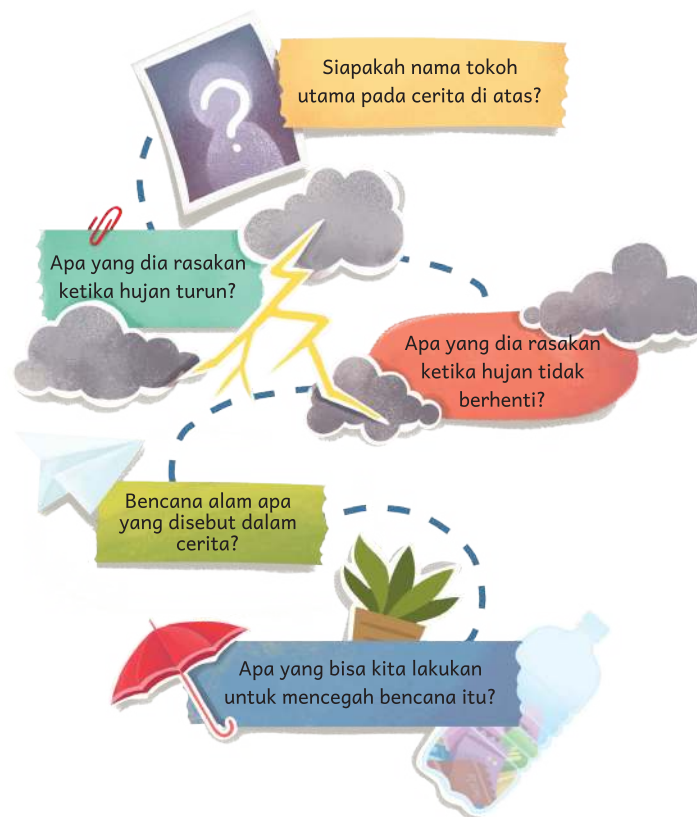 Siapakah nama tokoh
utama pada cerita di atas?
Apa yang dia rasakan
ketika hujan turun?
Apa yang dia rasakan
ketika hujan tidak
berhenti?
Bencana alam apa
yang disebut dalam
cerita?
Apa yang bisa kita lakukan
untuk mencegah bencana itu?